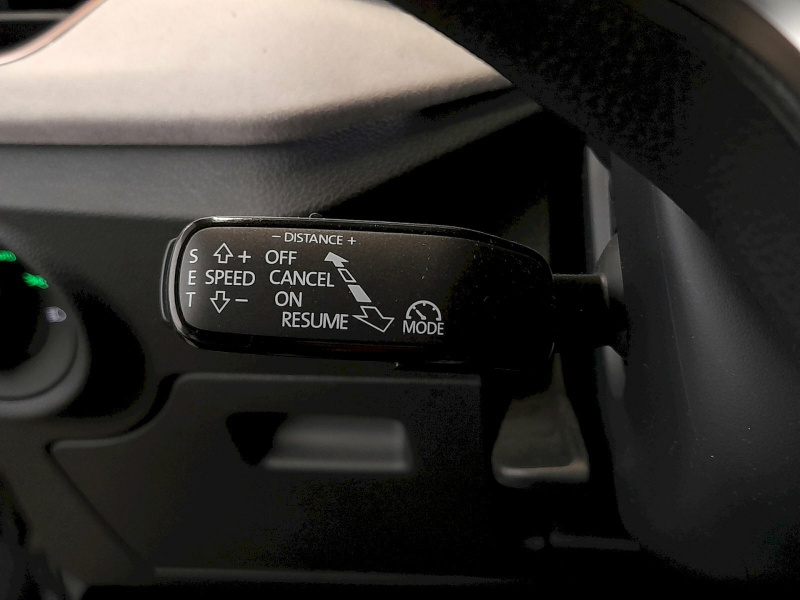 - DISTANCE +
S + OFF
E SPEED CANCEL
T - ON
RESUME
MODE